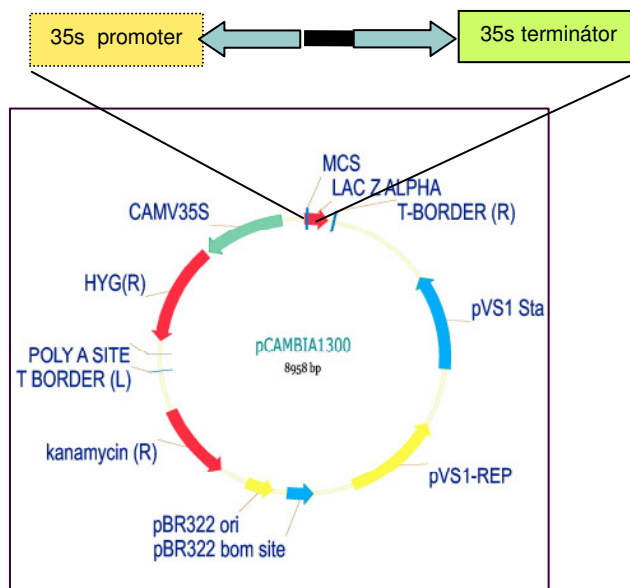 35s promoter
35s terminátor
MCS
LAC Z ALPHA
T-BORDER (R)
CAMV35S
HYG(R)
pVS1 Sta
POLY A SITE
T BORDER (L)
pCAMBIA1300
8958 bp
kanamycin (R)
pVS1-REP
pBR322 ori
pBR322 bom site